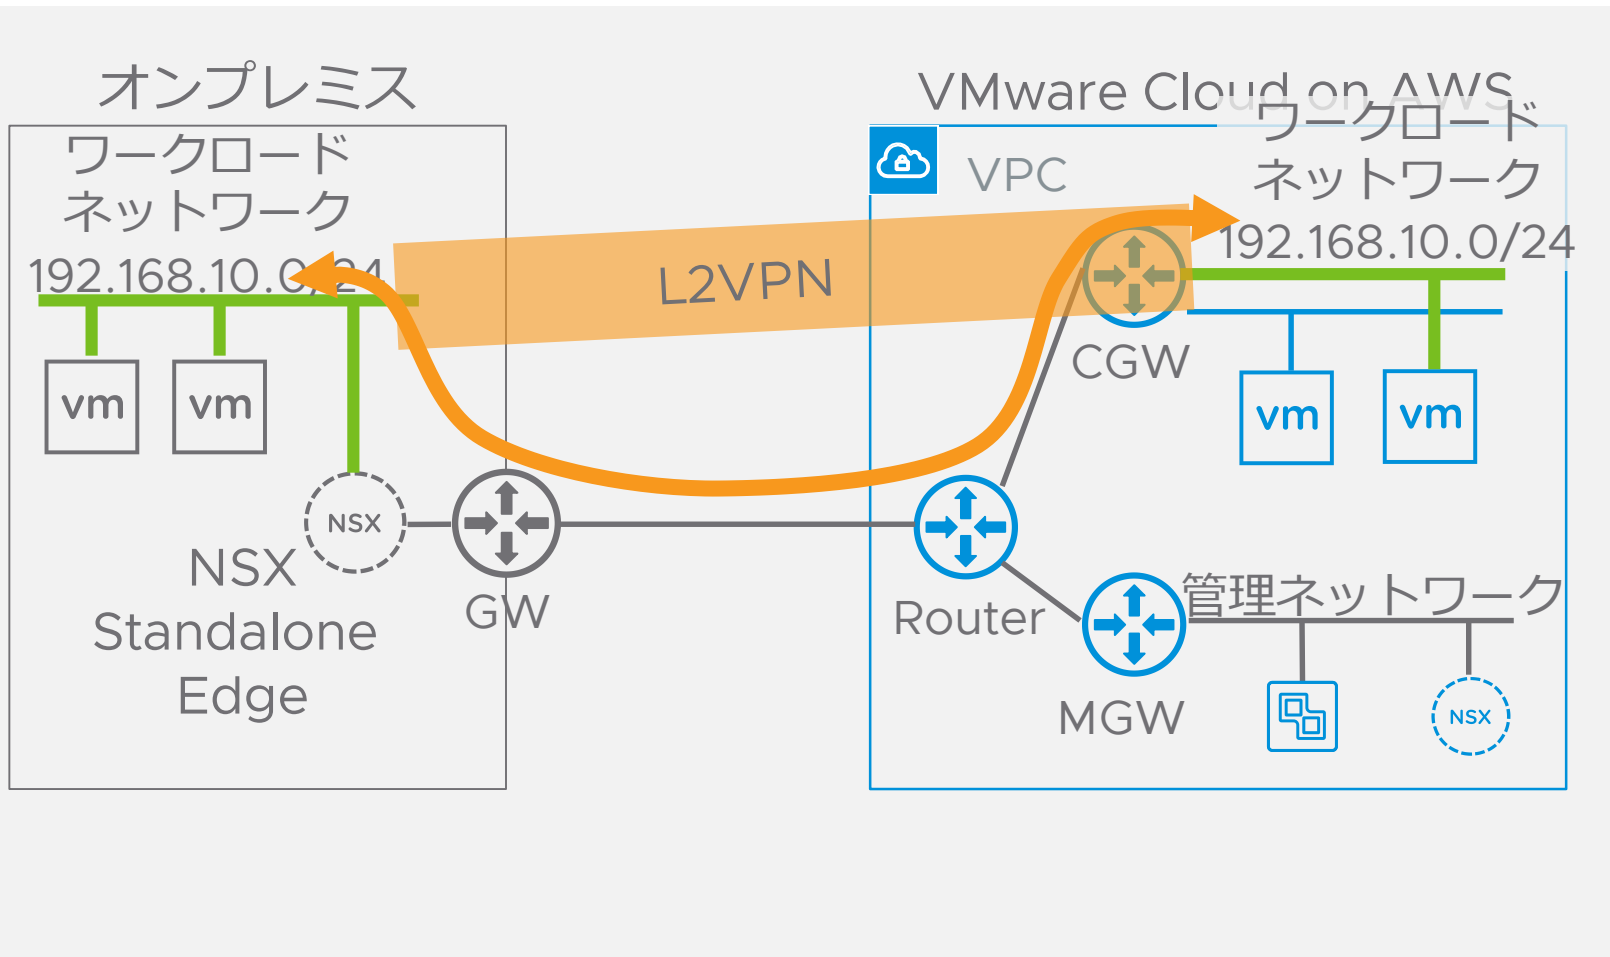 オンプレミス
ワークロード
ネットワーク
192.168.10.0/24
vm
vm
NSX
NSX
Standalone
Edge
GW
L2VPN
VMware Cloud on AWS
VPC
ワークロード
ネットワーク
192.168.10.0/24
CGW
vm
vm
Router
管理ネットワーク
MGW
NSX